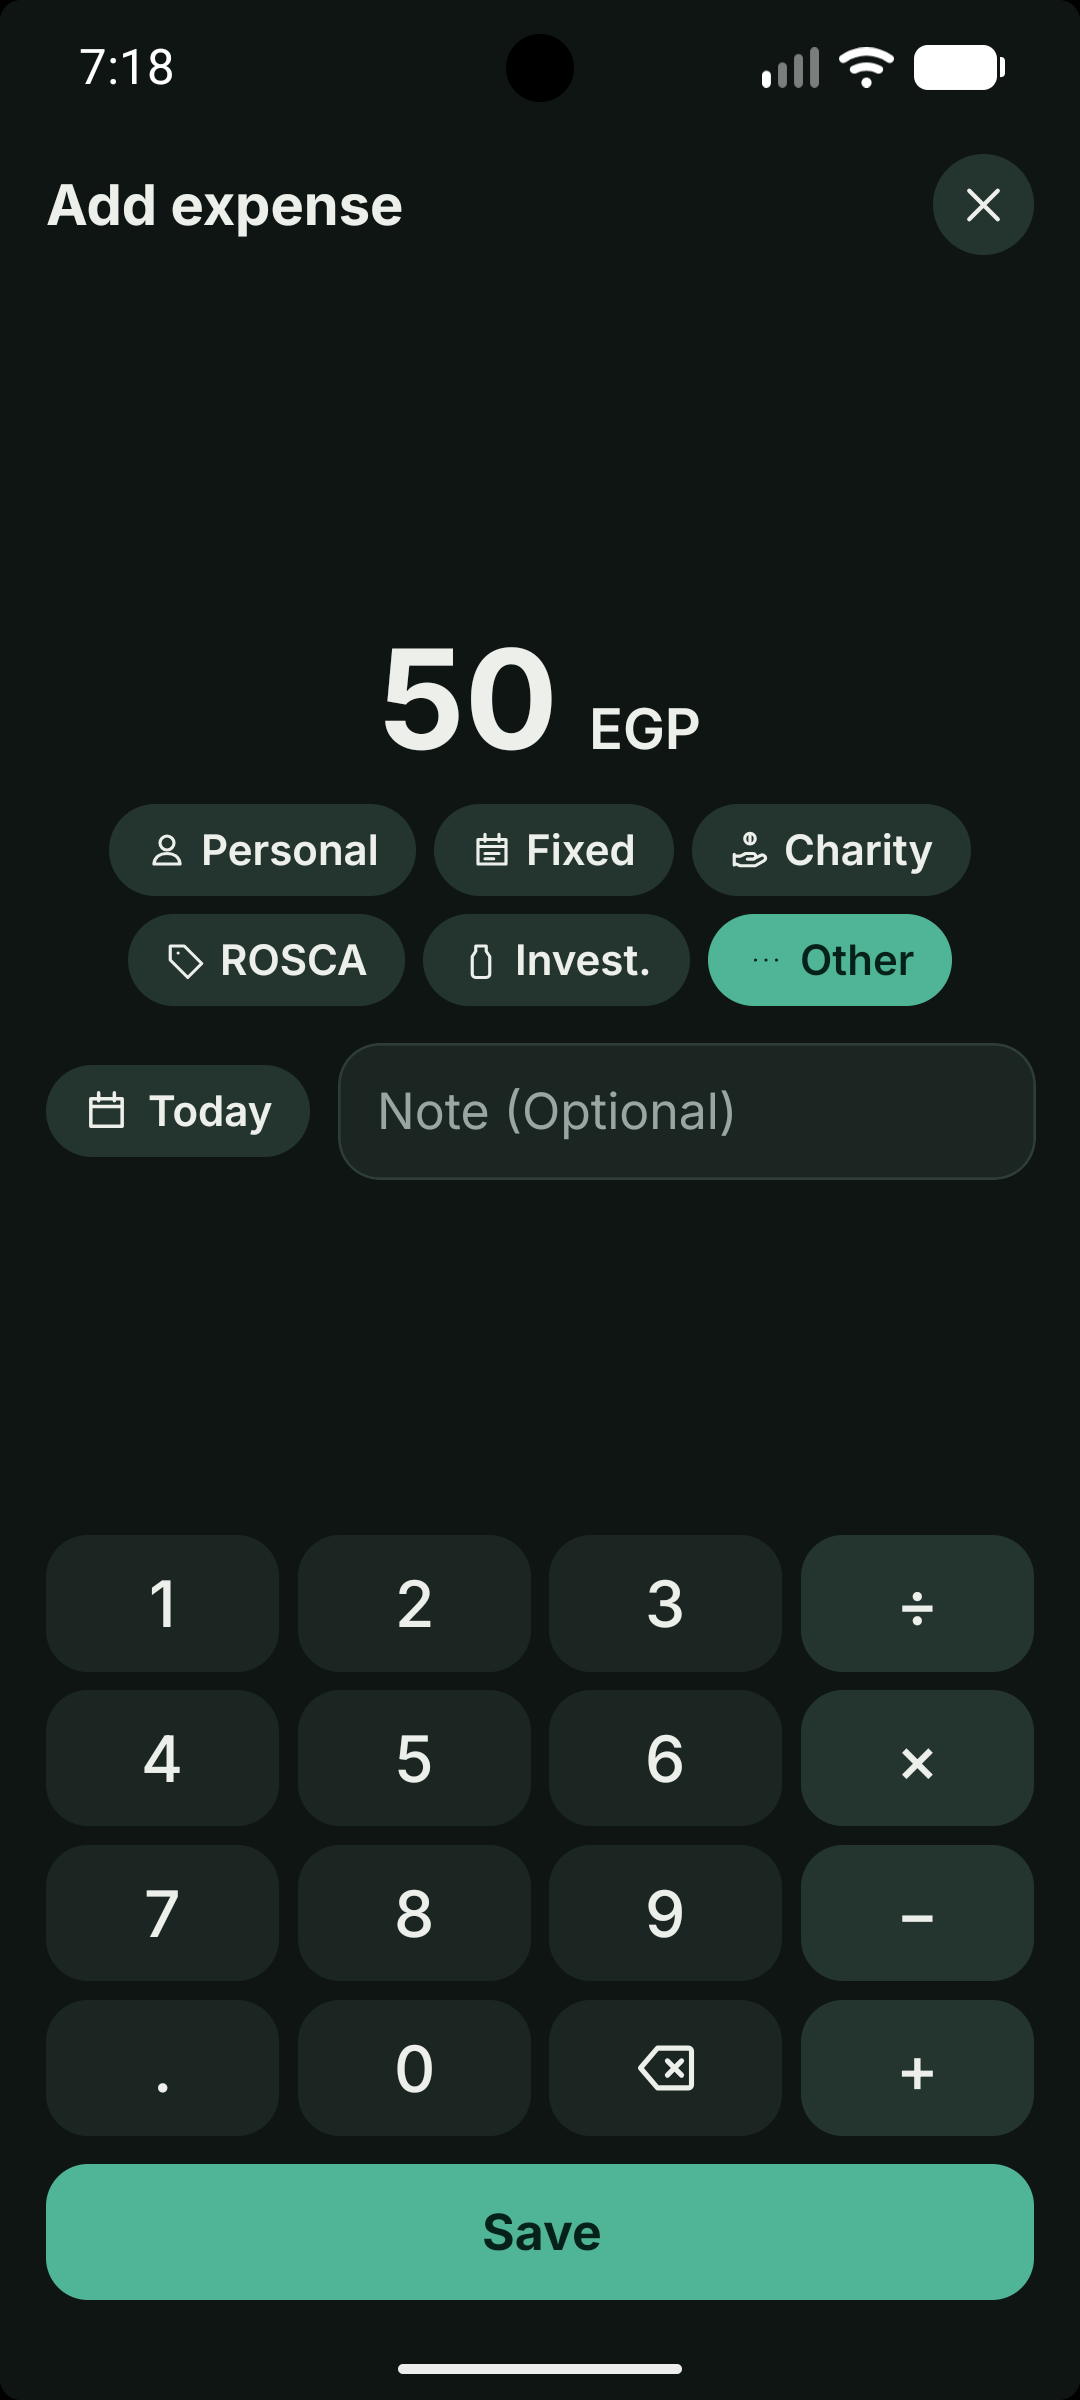 7:18
Add expense
50 EGP
Personal Fixed Charity
ROSCA Invest. Other
Today Note (Optional)
1 2 3 ÷
4 5 6 ×
7 8 9 −
. 0 +
Save